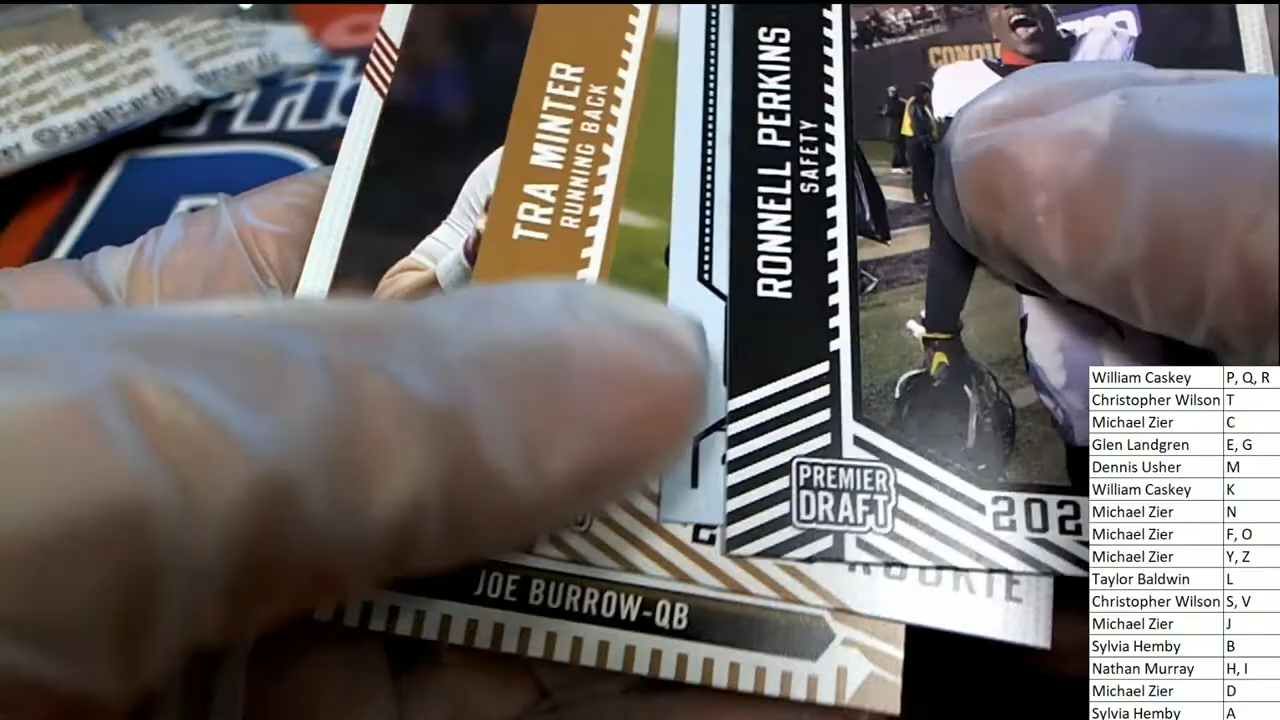 @sagecards
CONQU
TRA MINTER
RUNNING BACK
RONNELL PERKINS
SAFETY
PREMIER
DRAFT
202
ROOKIE
JOE BURROW-QB
William Caskey P, Q, R
Christopher Wilson T
Michael Zier C
Glen Landgren E, G
Dennis Usher M
William Caskey K
Michael Zier N
Michael Zier F, O
Michael Zier Y, Z
Taylor Baldwin L
Christopher Wilson S, V
Michael Zier J
Sylvia Hemby B
Nathan Murray H, I
Michael Zier D
Sylvia Hemby A